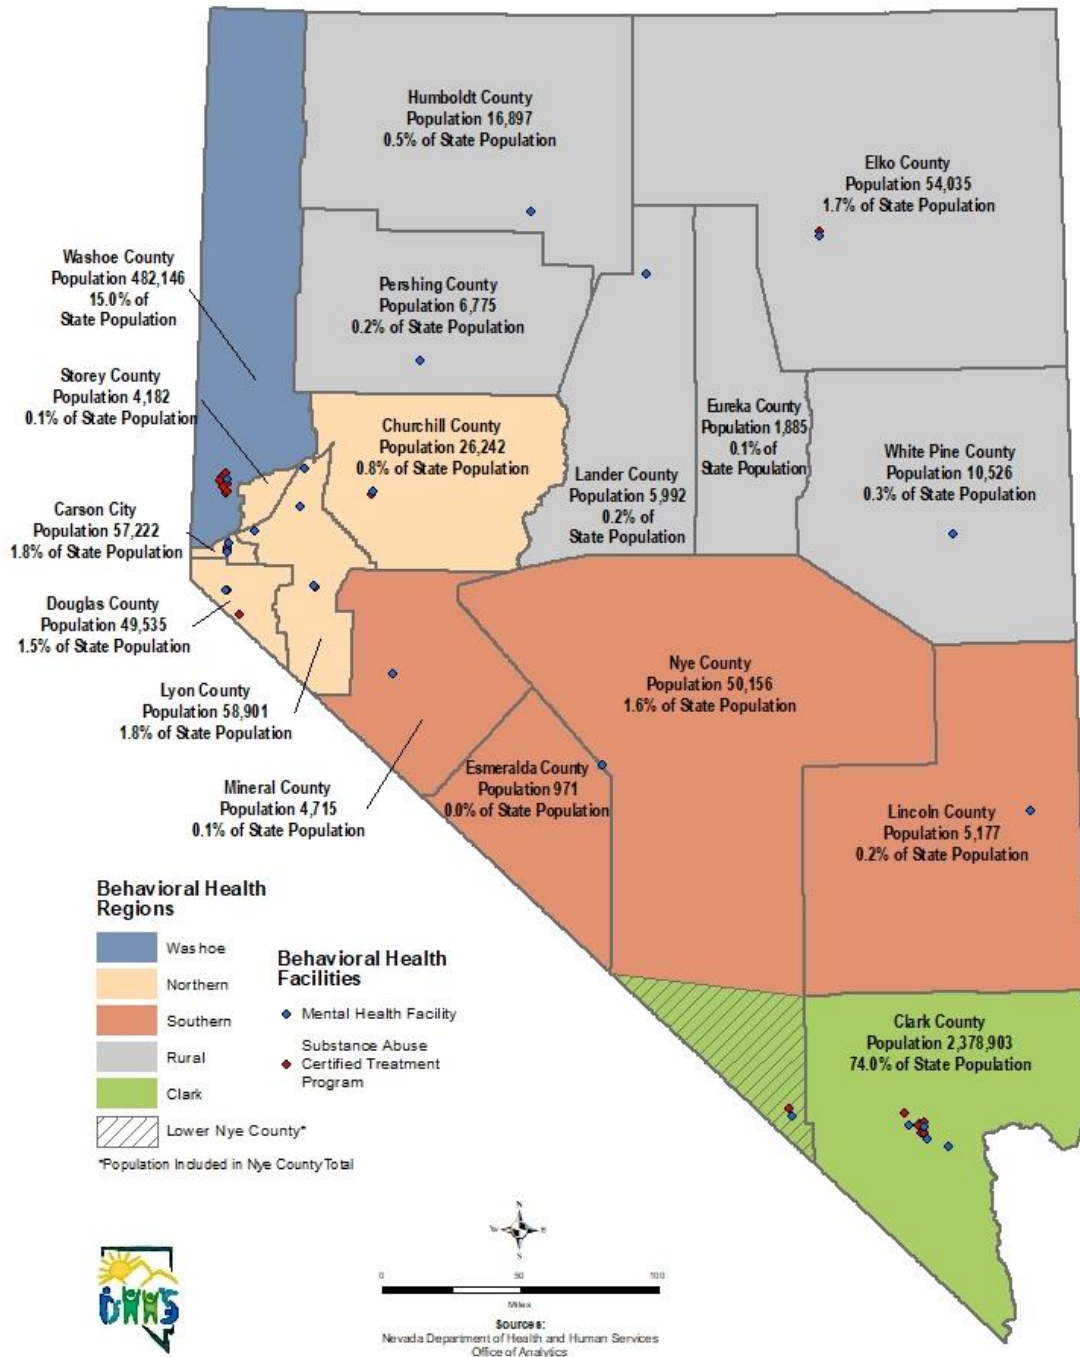 Humboldt County
Population 16,897
0.5% of State Population
Elko County
Population 54,035
1.7% of State Population
Washoe County
Population 482,146
15.0% of
State Population
Pershing County
Population 6,775
0.2% of State Population
Storey County
Population 4,182
0.1% of State Population
Churchill County
Population 26,242
0.8% of State Population
Eureka County
Population 1,885
0.1% of
State Population
White Pine County
Population 10,526
0.3% of State Population
Lander County
Population 5,992
0.2% of
State Population
Carson City
Population 57,222
1.8% of State Population
Douglas County
Population 49,535
1.5% of State Population
Lyon County
Population 58,901
1.8% of State Population
Nye County
Population 50,156
1.6% of State Population
Mineral County
Population 4,715
0.1% of State Population
Esmeralda County
Population 971
0.0% of State Population
Lincoln County
Population 5,177
0.2% of State Population
Clark County
Population 2,378,903
74.0% of State Population
Behavioral Health
Regions
Washoe
Northern
Southern
Rural
Clark
Lower Nye County*
*Population Included in Nye County Total
Behavioral Health
Facilities
Mental Health Facility
Substance Abuse
Certified Treatment
Program
N
W E
S
0 50 100
Miles
Sources:
Nevada Department of Health and Human Services
Office of Analytics
DHHS